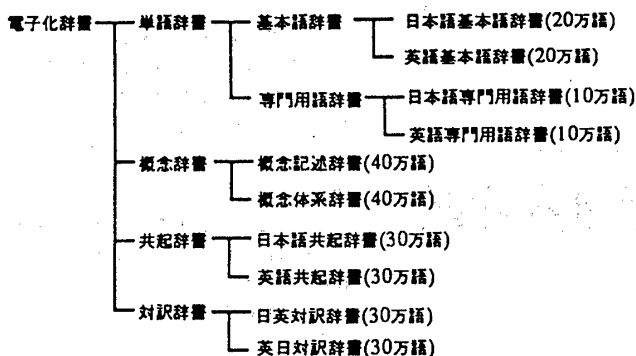 電子化辞書 単語辞書 基本語辞書 日本語基本語辞書(20万語)
英語基本語辞書(20万語)
専門用語辞書 日本語専門用語辞書(10万語)
英語専門用語辞書(10万語)
概念辞書 概念記述辞書(40万語)
概念体系辞書(40万語)
共起辞書 日本語共起辞書(30万語)
英語共起辞書(30万語)
対訳辞書 日英対訳辞書(30万語)
英日対訳辞書(30万語)